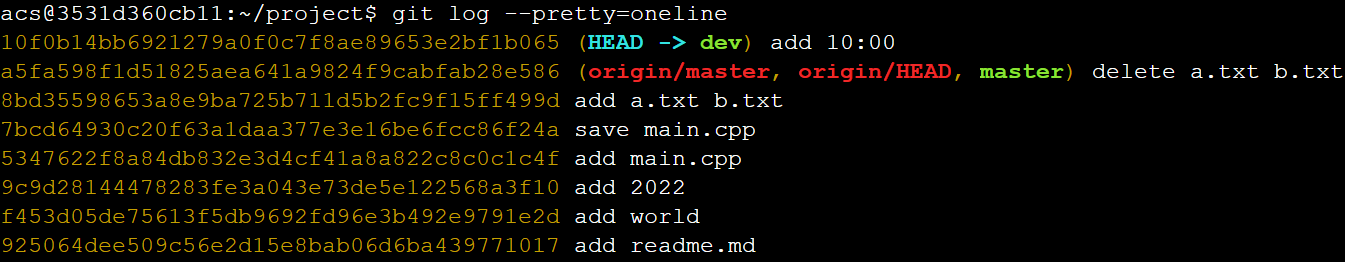 acs@3531d360cb11:~/project$ git log --pretty=oneline
10f0b14bb6921279a0f0c7f8ae89653e2bf1b065 (HEAD -> dev) add 10:00
a5fa598f1d51825aea641a9824f9cabfab28e586 (origin/master, origin/HEAD, master) delete a.txt b.txt
8bd35598653a8e9ba725b711d5b2fc9f15ff499d add a.txt b.txt
7bcd64930c20f63a1daa377e3e16be6fcc86f24a save main.cpp
5347622f8a84db832e3d4cf41a8a822c8c0c1c4f add main.cpp
9c9d28144478283fe3a043e73de5e122568a3f10 add 2022
f453d05de75613f5db9692fd96e3b492e9791e2d add world
925064dee509c56e2d15e8bab06d6ba439771017 add readme.md